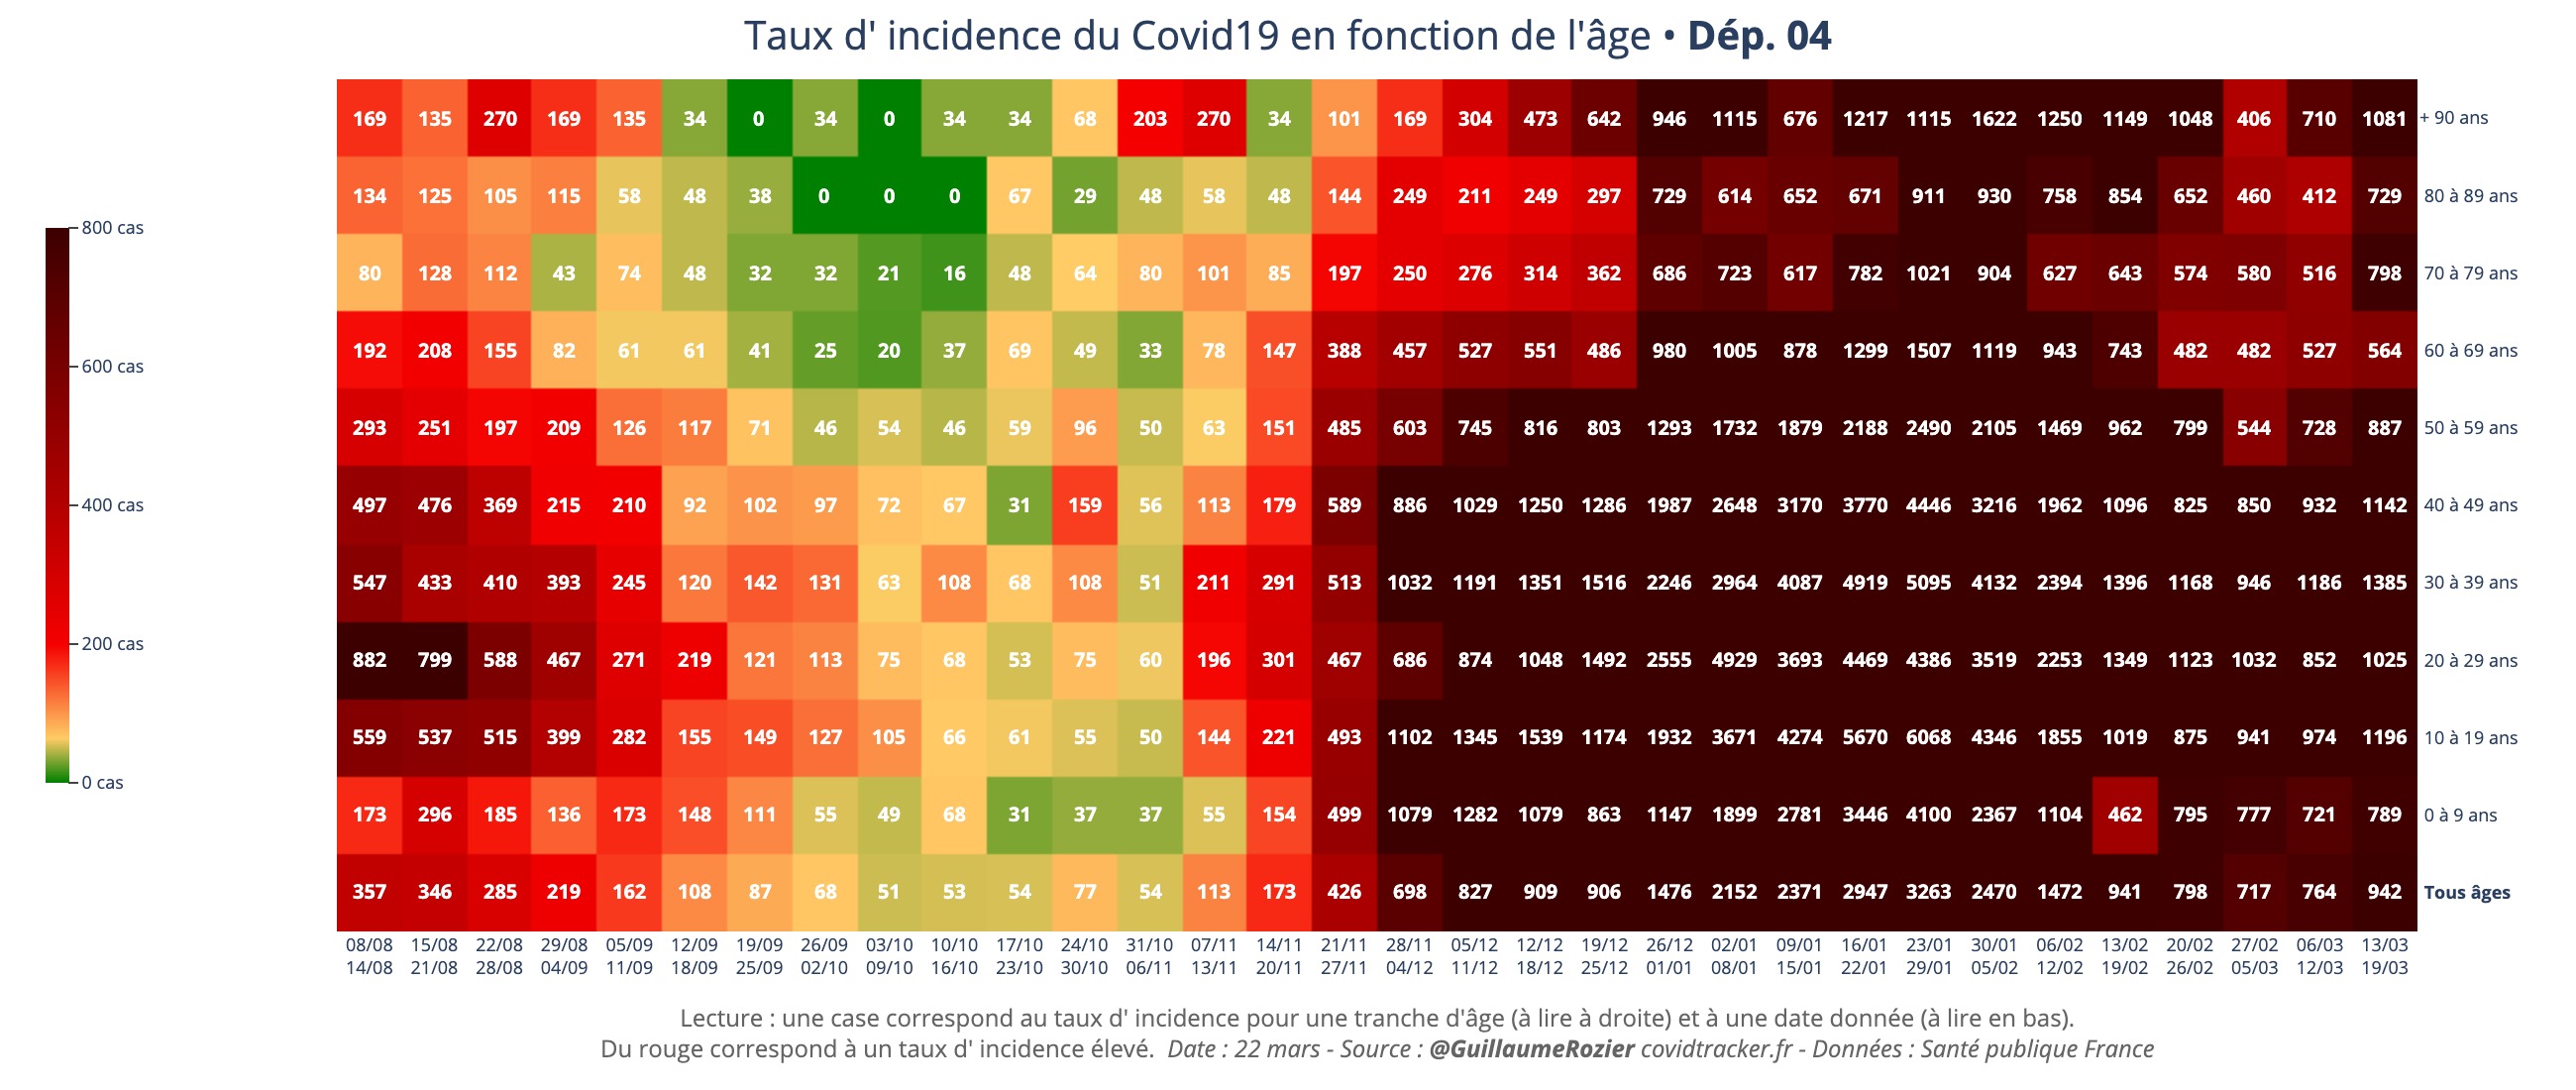 Taux d' incidence du Covid19 en fonction de l'âge • Dép. 04
800 cas
600 cas
400 cas
200 cas
0 cas
169 135 270 169 135 34 0 34 0 34 34 68 203 270 34 101 169 304 473 642 946 1115 676 1217 1115 1622 1250 1149 1048 406 710 1081 + 90 ans
134 125 105 115 58 48 38 0 0 0 67 29 48 58 48 144 249 211 249 297 729 614 652 671 911 930 758 854 652 460 412 729 80 à 89 ans
80 128 112 43 74 48 32 32 21 16 48 64 80 101 85 197 250 276 314 362 686 723 617 782 1021 904 627 643 574 580 516 798 70 à 79 ans
192 208 155 82 61 61 41 25 20 37 69 49 33 78 147 388 457 527 551 486 980 1005 878 1299 1507 1119 943 743 482 482 527 564 60 à 69 ans
293 251 197 209 126 117 71 46 54 46 59 96 50 63 151 485 603 745 816 803 1293 1732 1879 2188 2490 2105 1469 962 799 544 728 887 50 à 59 ans
497 476 369 215 210 92 102 97 72 67 31 159 56 113 179 589 886 1029 1250 1286 1987 2648 3170 3770 4446 3216 1962 1096 825 850 932 1142 40 à 49 ans
547 433 410 393 245 120 142 131 63 108 68 108 51 211 291 513 1032 1191 1351 1516 2246 2964 4087 4919 5095 4132 2394 1396 1168 946 1186 1385 30 à 39 ans
882 799 588 467 271 219 121 113 75 68 53 75 60 196 301 467 686 874 1048 1492 2555 4929 3693 4469 4386 3519 2253 1349 1123 1032 852 1025 20 à 29 ans
559 537 515 399 282 155 149 127 105 66 61 55 50 144 221 493 1102 1345 1539 1174 1932 3671 4274 5670 6068 4346 1855 1019 875 941 974 1196 10 à 19 ans
173 296 185 136 173 148 111 55 49 68 31 37 37 55 154 499 1079 1282 1079 863 1147 1899 2781 3446 4100 2367 1104 462 795 777 721 789 0 à 9 ans
357 346 285 219 162 108 87 68 51 53 54 77 54 113 173 426 698 827 909 906 1476 2152 2371 2947 3263 2470 1472 941 798 717 764 942 Tous âges
08/08 15/08 22/08 29/08 05/09 12/09 19/09 26/09 03/10 10/10 17/10 24/10 31/10 07/11 14/11 21/11 28/11 05/12 12/12 19/12 26/12 02/01 09/01 16/01 23/01 30/01 06/02 13/02 20/02 27/02 06/03 13/03
14/08 21/08 28/08 04/09 11/09 18/09 25/09 02/10 09/10 16/10 23/10 30/10 06/11 13/11 20/11 27/11 04/12 11/12 18/12 25/12 01/01 08/01 15/01 22/01 29/01 05/02 12/02 19/02 26/02 05/03 12/03 19/03
Lecture : une case correspond au taux d' incidence pour une tranche d'âge (à lire à droite) et à une date donnée (à lire en bas).
Du rouge correspond à un taux d' incidence élevé. Date : 22 mars - Source : @GuillaumeRozier covidtracker.fr - Données : Santé publique France